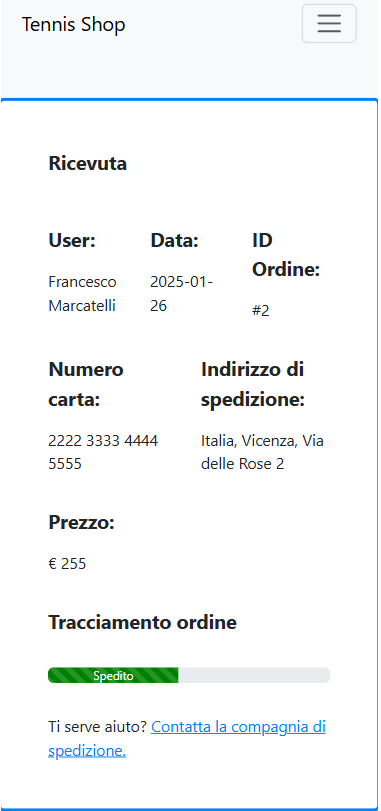 Tennis Shop
Ricevuta
User:
Francesco
Marcatelli
Data:
2025-01-
26
ID
Ordine:
#2
Numero
carta:
2222 3333 4444
5555
Indirizzo di
spedizione:
Italia, Vicenza, Via
delle Rose 2
Prezzo:
€ 255
Tracciamento ordine
Spedito
Ti serve aiuto? Contatta la compagnia di
spedizione.